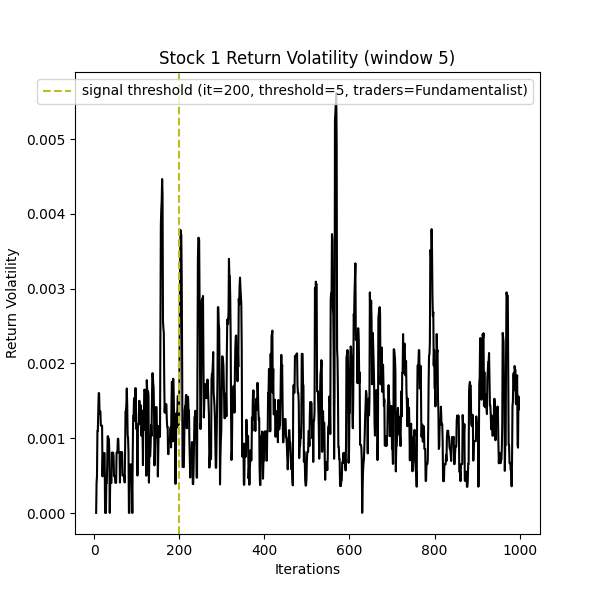 Stock 1 Return Volatility (window 5)
signal threshold (it=200, threshold=5, traders=Fundamentalist)
0.005
0.004
0.003
0.002
0.001
0.000
Return Volatility
0 200 400 600 800 1000
Iterations